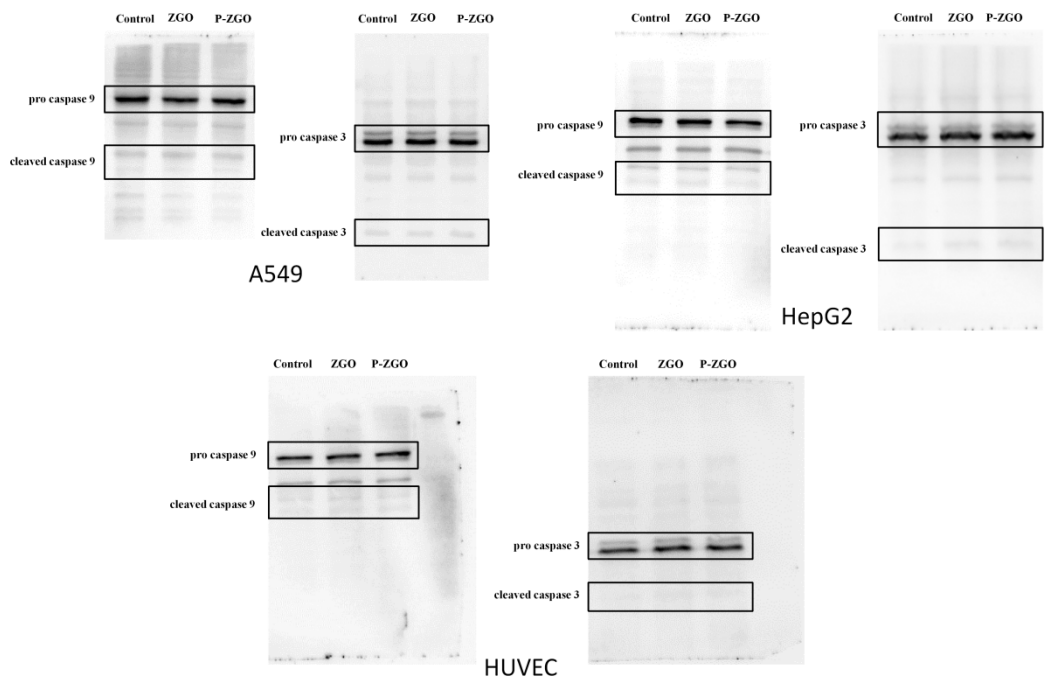 Control ZGO P-ZGO
pro caspase 9
cleaved caspase 9
Control ZGO P-ZGO
pro caspase 3
cleaved caspase 3
A549
Control ZGO P-ZGO
pro caspase 9
cleaved caspase 9
Control ZGO P-ZGO
pro caspase 3
cleaved caspase 3
HepG2
Control ZGO P-ZGO
pro caspase 9
cleaved caspase 9
Control ZGO P-ZGO
pro caspase 3
cleaved caspase 3
HUVEC